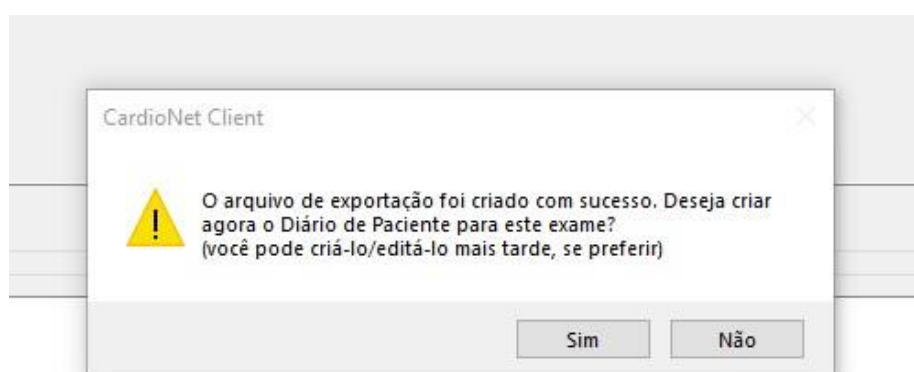 CardioNet Client
O arquivo de exportação foi criado com sucesso. Deseja criar
agora o Diário de Paciente para este exame?
(você pode criá-lo/editá-lo mais tarde, se preferir)
Sim
Não